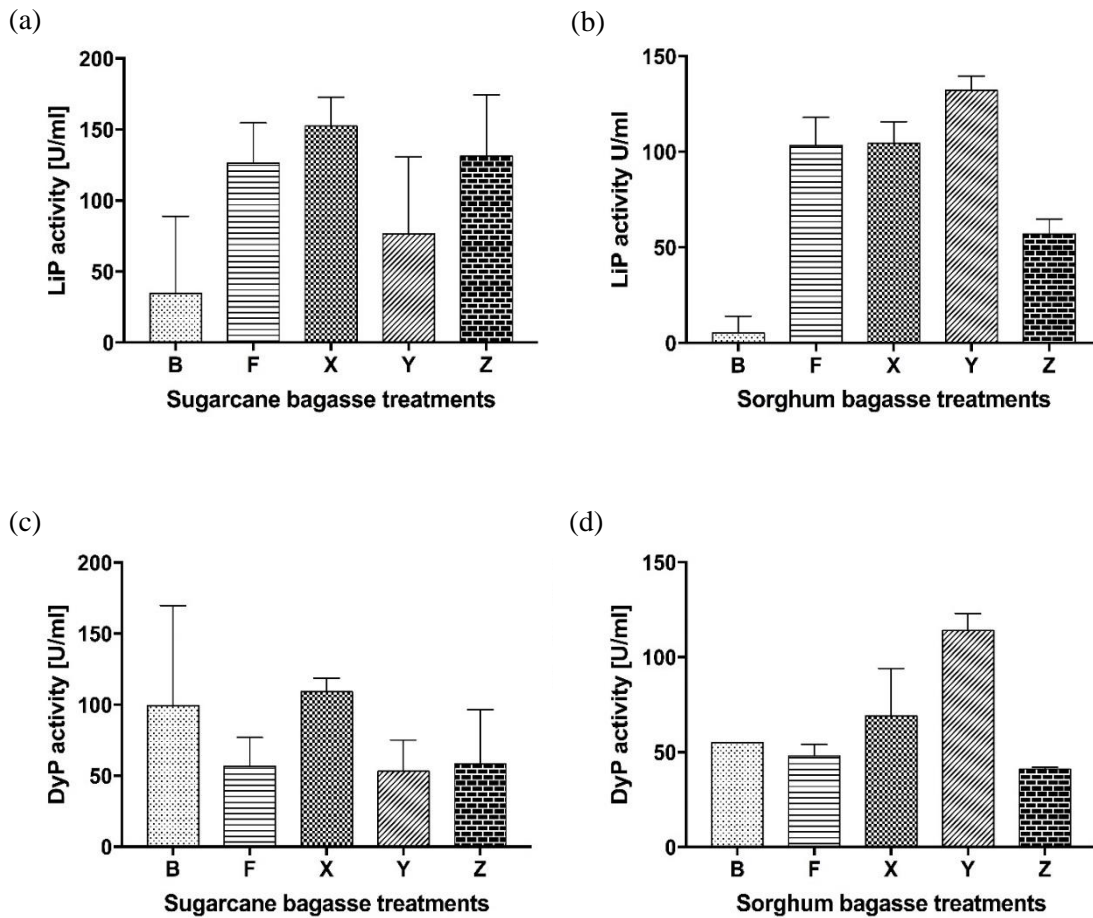 (a)
LiP activity [U/ml]
200
150
100
50
0
B F X Y Z
Sugarcane bagasse treatments
(b)
LiP activity U/ml
150
100
50
0
B F X Y Z
Sorghum bagasse treatments
(c)
DyP activity [U/ml]
200
150
100
50
0
B F X Y Z
Sugarcane bagasse treatments
(d)
DyP activity [U/ml]
150
100
50
0
B F X Y Z
Sorghum bagasse treatments